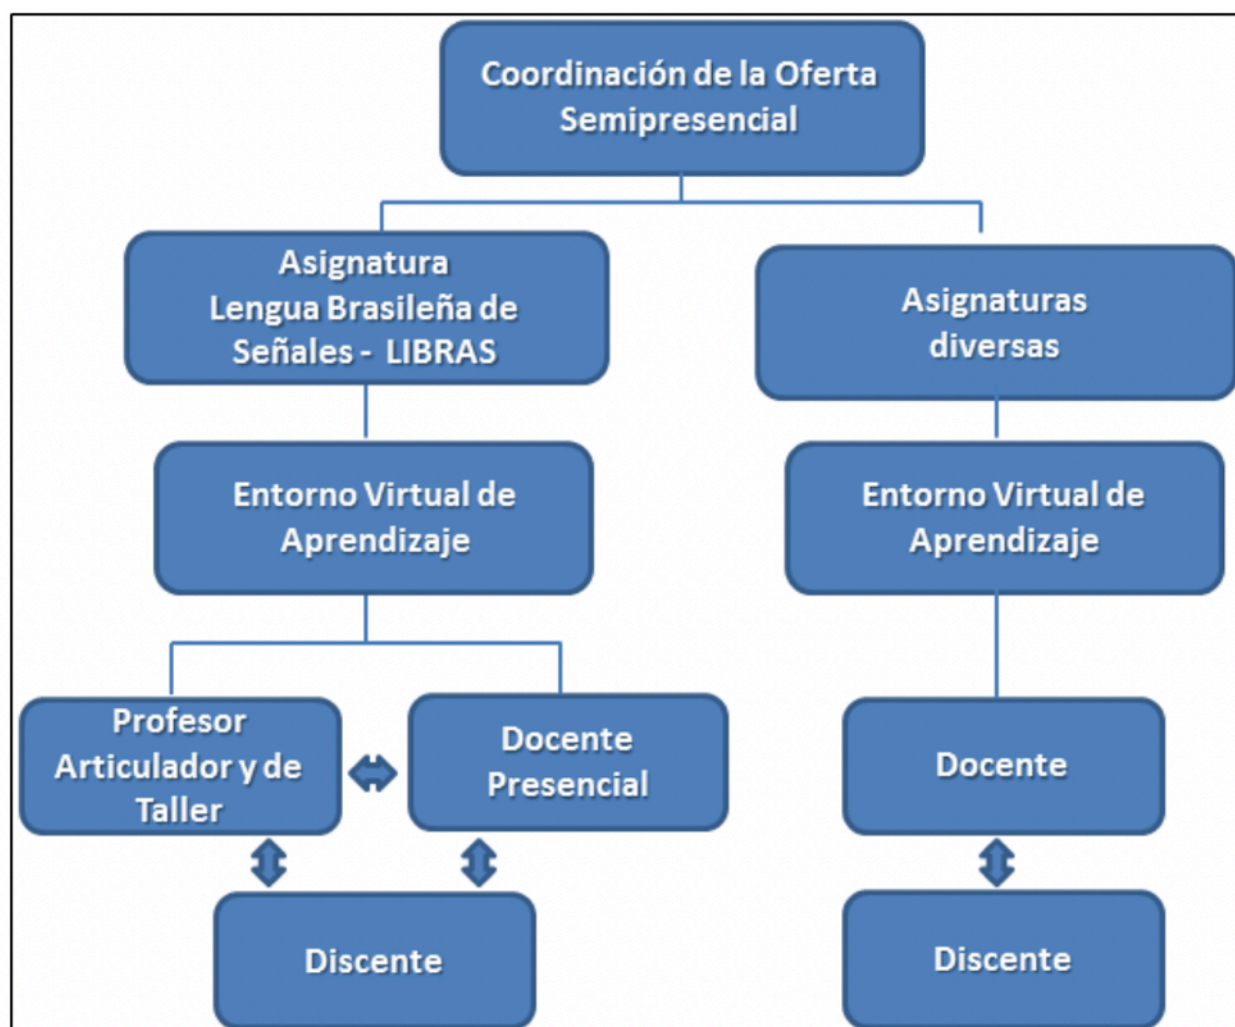 Coordinación de la Oferta
Semipresencial
Asignatura
Lengua Brasileña de
Señales - LIBRAS
Asignaturas
diversas
Entorno Virtual de
Aprendizaje
Entorno Virtual de
Aprendizaje
Profesor
Articulador y de
Taller
Docente
Presencial
Docente
Discente
Discente